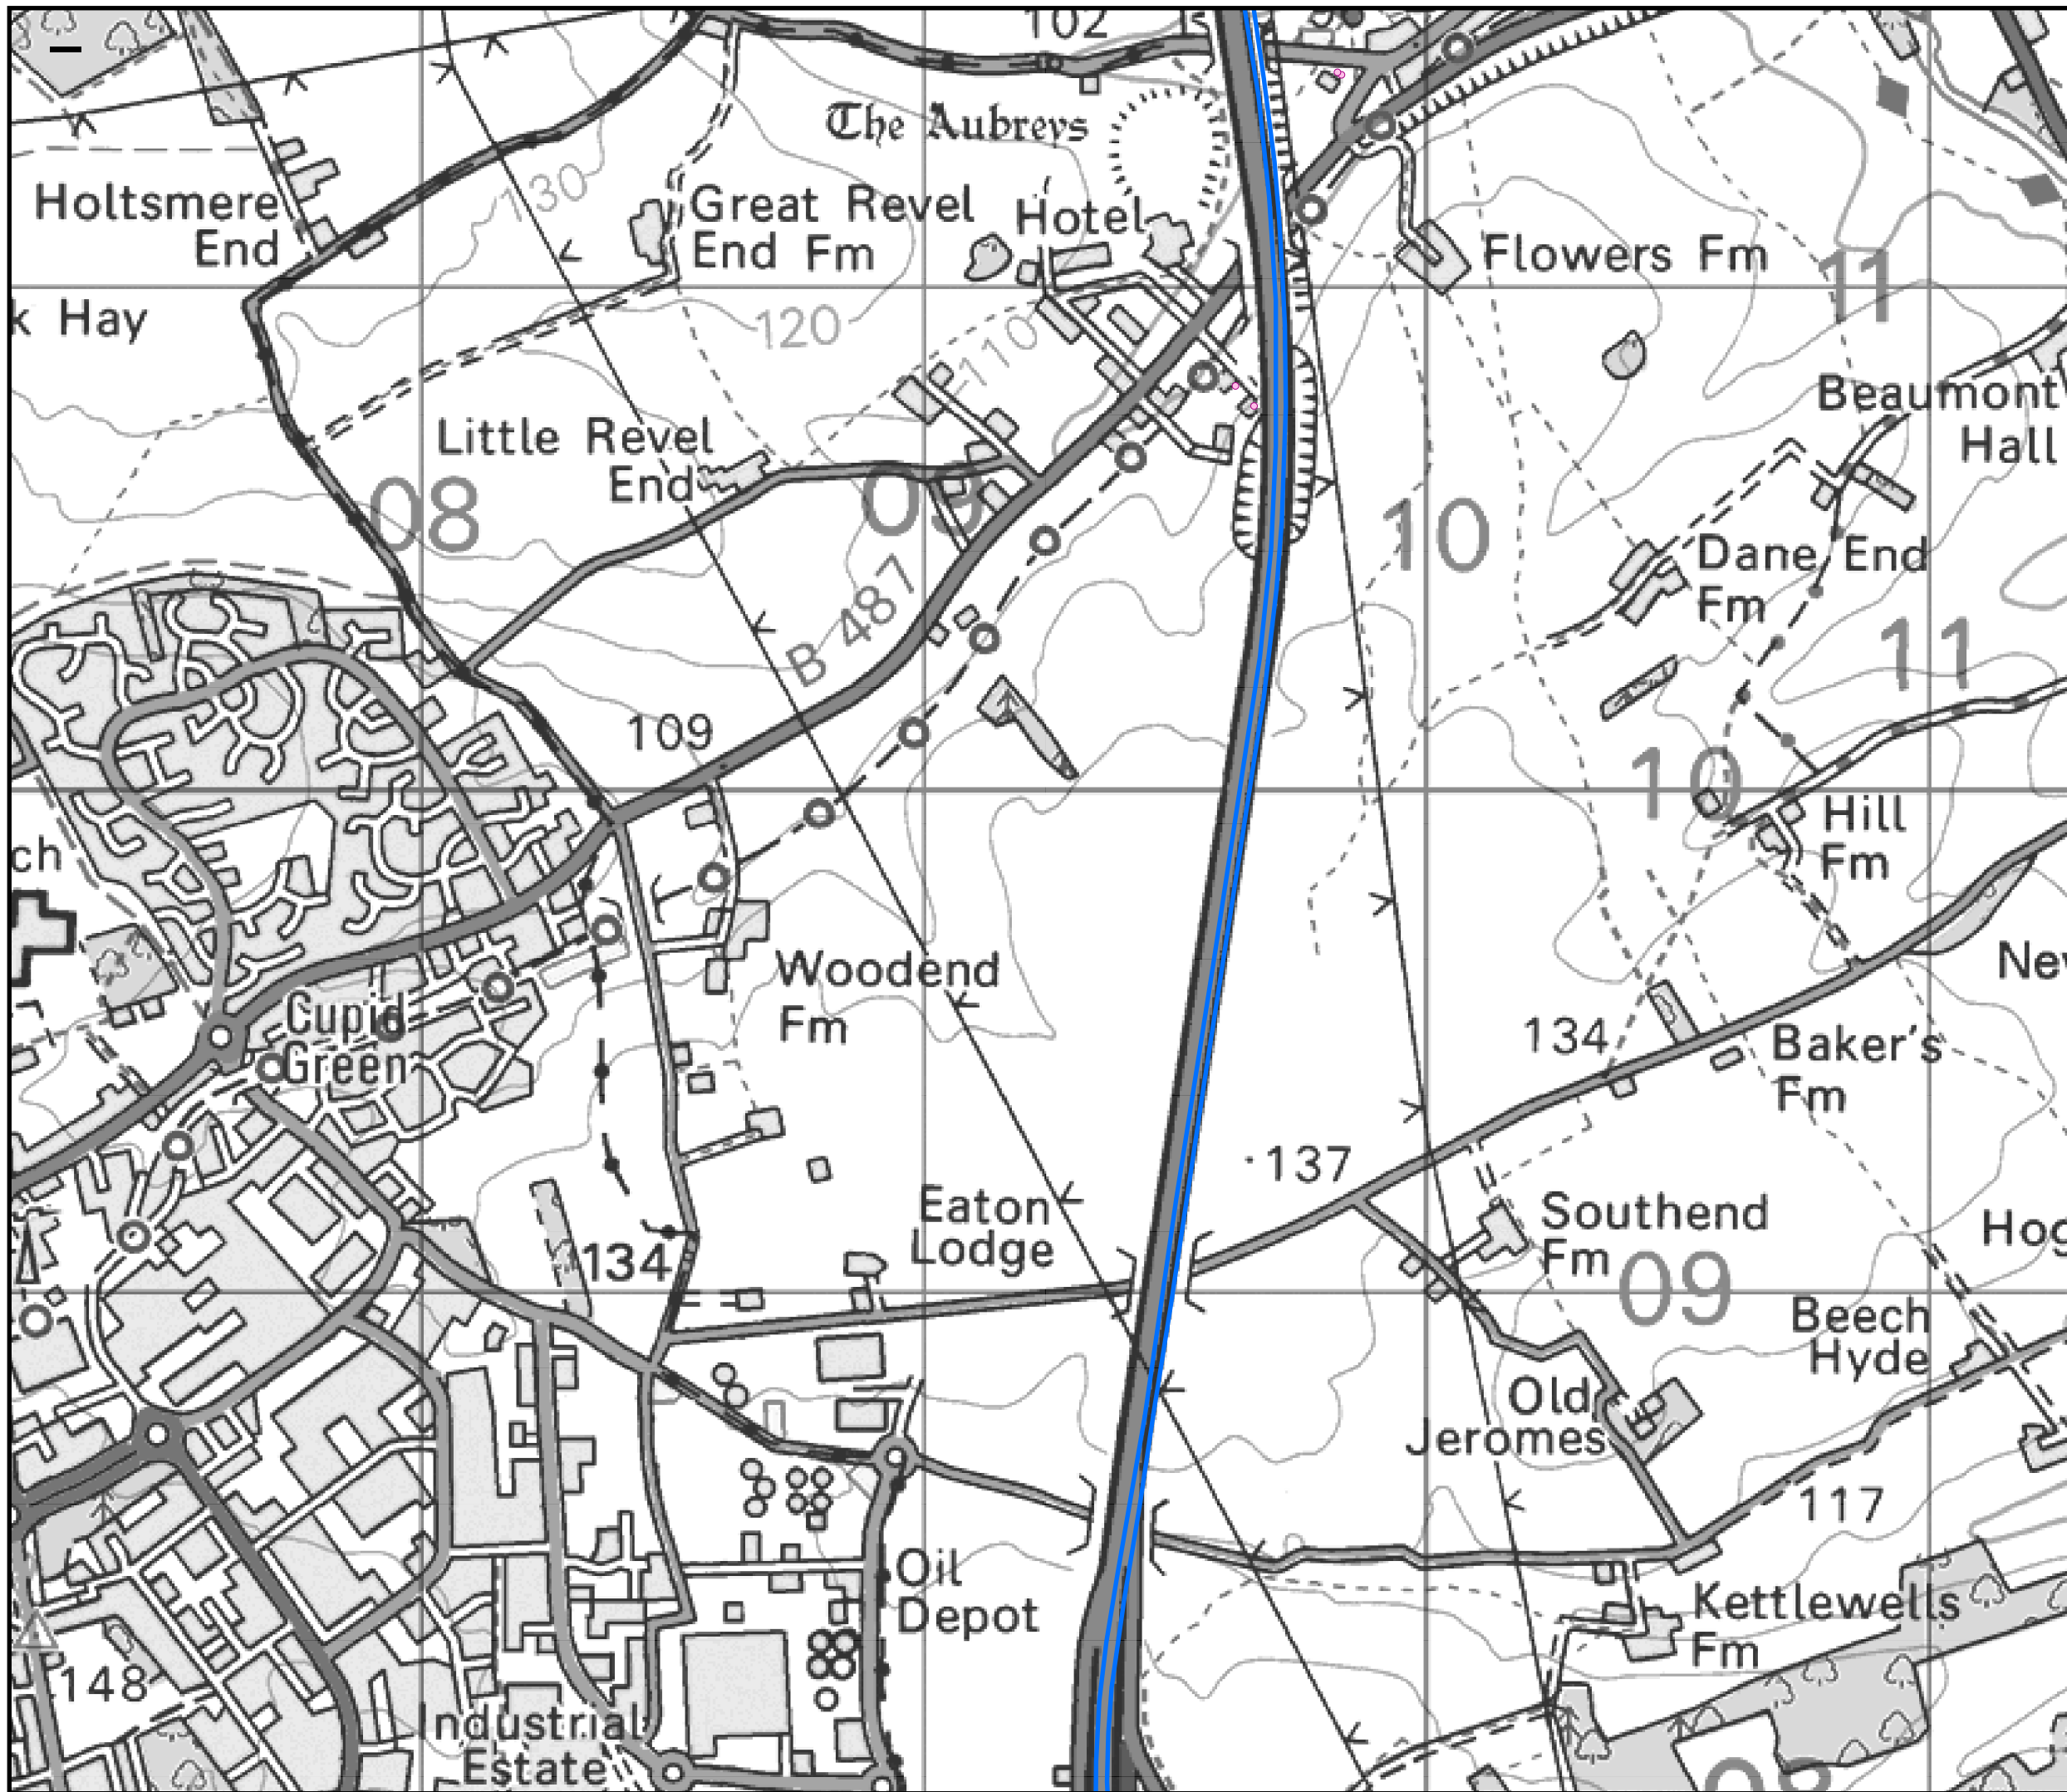 102
The Aubreys
130
Holtsmere
End
Great Revel
End Fm
Hotel
Flowers Fm
11
k Hay
120
110
Beaumont
Hall
Little Revel
End
08
09
10
Dane End
Fm
B 487
11
109
10
Hill
Fm
ch
Woodend
Fm
Cupid
Green
134
Baker's
Fm
137
Eaton
Lodge
Southend
Fm
09
134
Beech
Hyde
Old
Jeromes
117
Oil
Depot
Kettlewells
Fm
148
Industrial
Estate